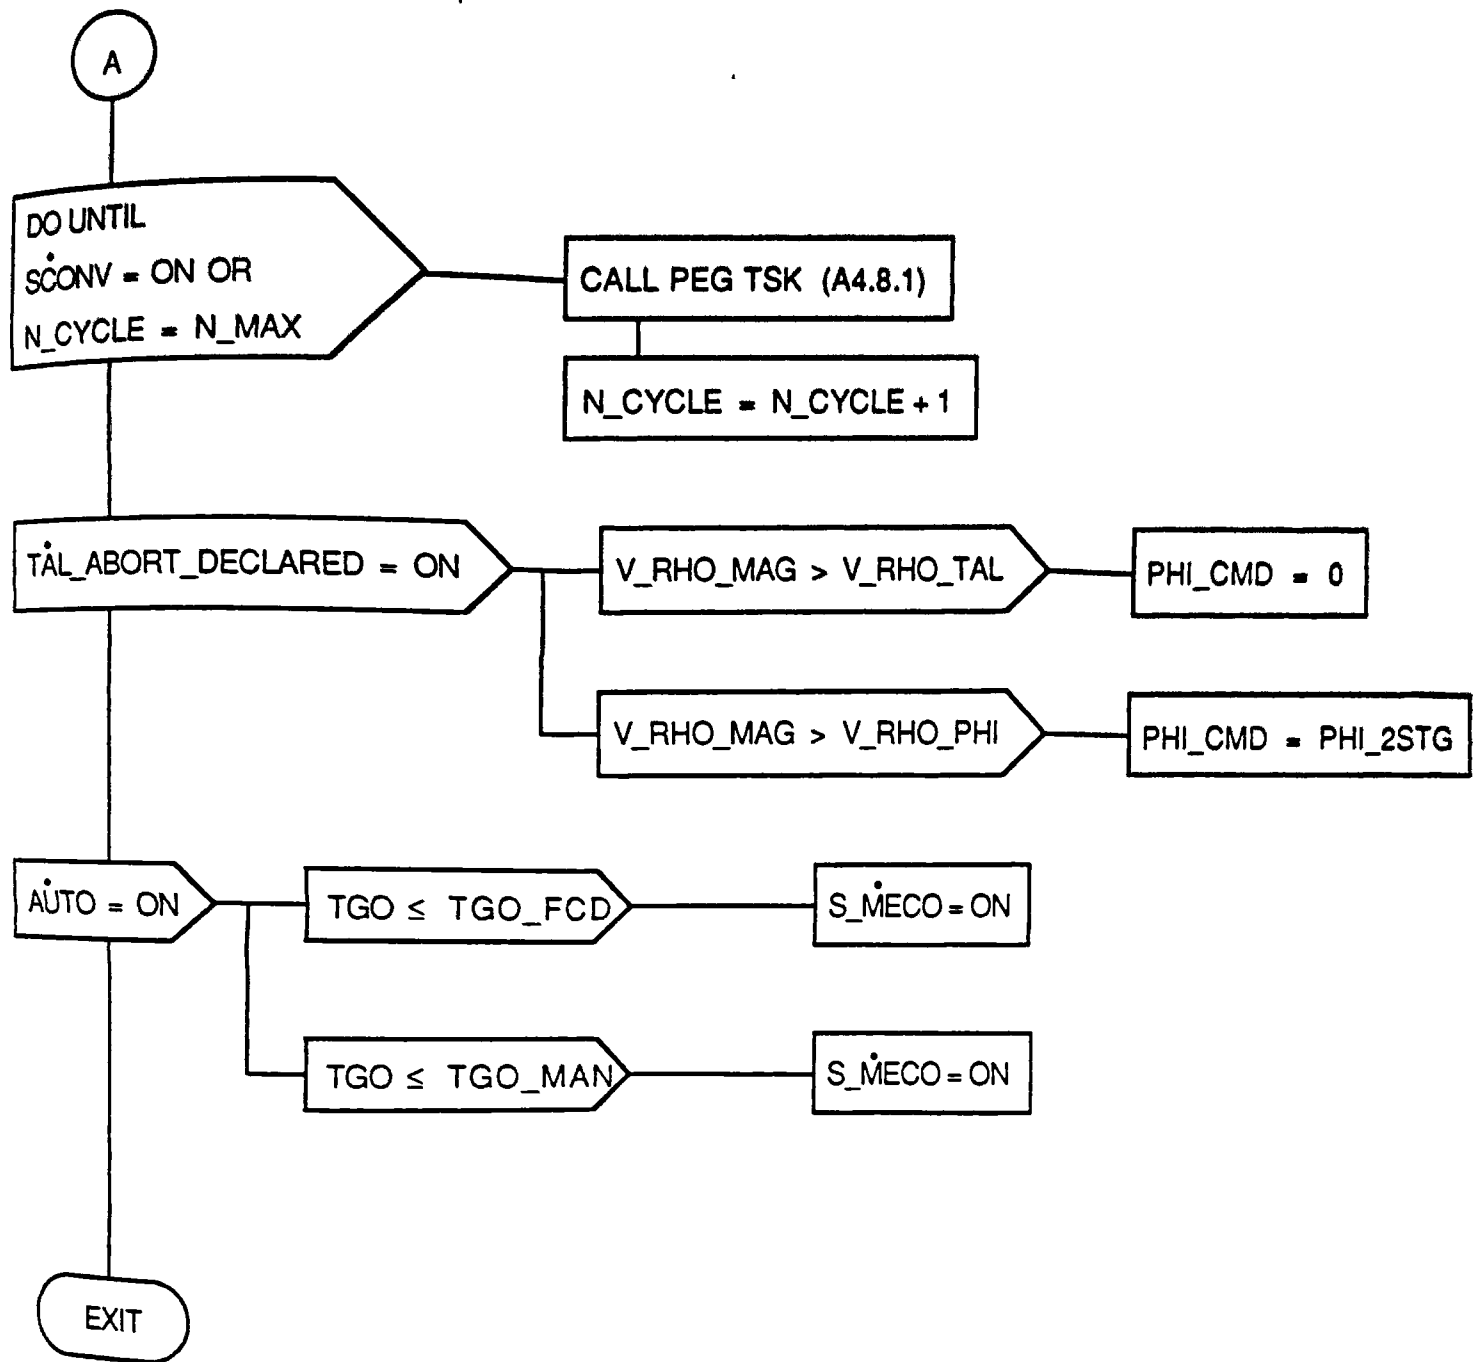 A
DO UNTIL
SCONV = ON OR
N_CYCLE = N_MAX
CALL PEG TSK (A4.8.1)
N_CYCLE = N_CYCLE + 1
TAL_ABORT_DECLARED = ON
V_RHO_MAG > V_RHO_TAL
PHI_CMD = 0
V_RHO_MAG > V_RHO_PHI
PHI_CMD = PHI_2STG
AUTO = ON
TGO ≤ TGO_FCD
S_MECO = ON
TGO ≤ TGO_MAN
S_MECO = ON
EXIT